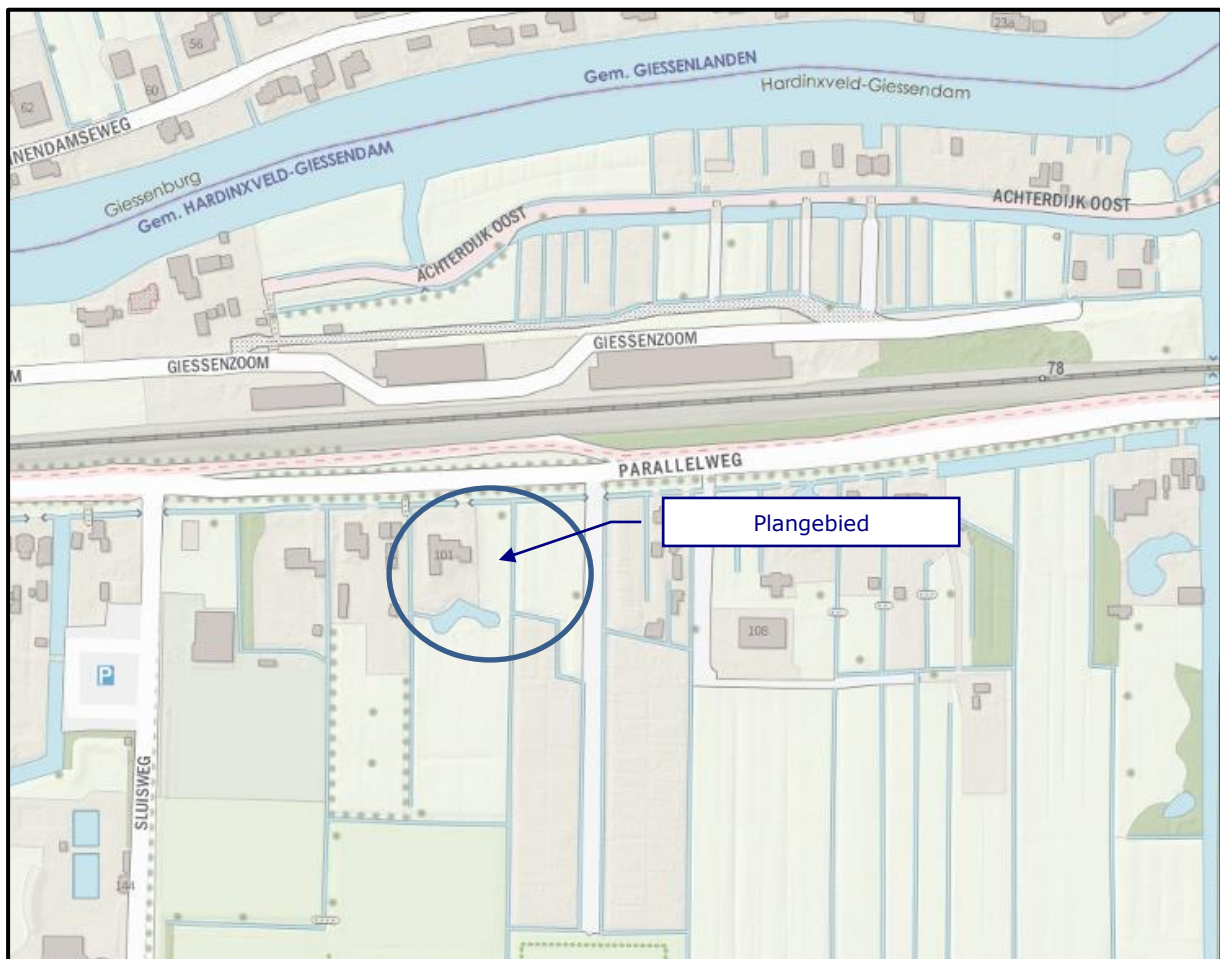 23a
56
Gem. GIESSENLANDEN
60
Hardinxveld-Giessendam
62
NENDAMSEWEG
Giessenburg
Gem. HARDINXVELD-GIESSENDAM
ACHTERDIJK OOST
ACHTERDIJK OOST
GIESSENZOOM
GIESSENZOOM
M
78
PARALLELWEG
Plangebied
101
108
P
SLUISWEG
144